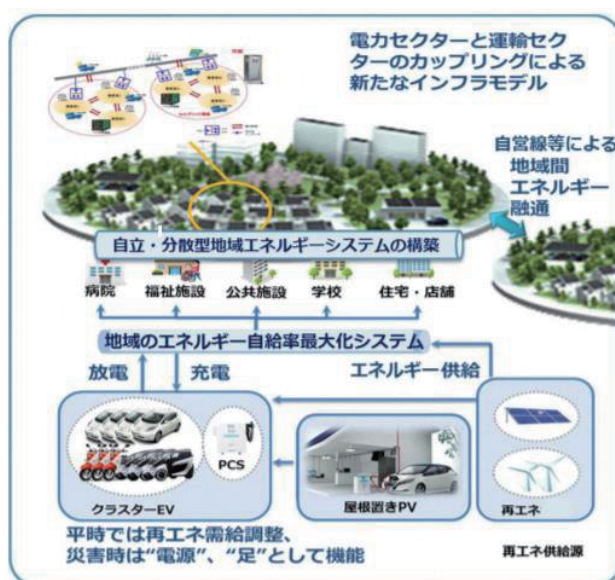 電力セクターと運輸セク
ターのカップリングによる
新たなインフラモデル
自営線等による
地域間
エネルギー
融通
自立・分散型地域エネルギーシステムの構築
病院
福祉施設
公共施設
学校
住宅・店舗
地域のエネルギー自給率最大化システム
放電
充電
エネルギー供給
PCS
クラスターEV
屋根置きPV
再エネ
平時では再エネ需給調整、
災害時は“電源”、“足”として機能
再エネ供給源